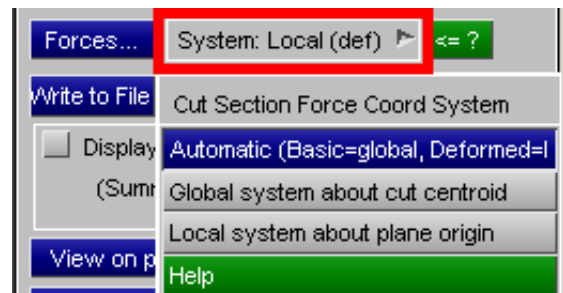 Forces... System: Local (def) <= ?
Write to File Cut Section Force Coord System
Display Automatic (Basic=global, Deformed=l
(Sum Global system about cut centroid
Local system about plane origin
View on p Help